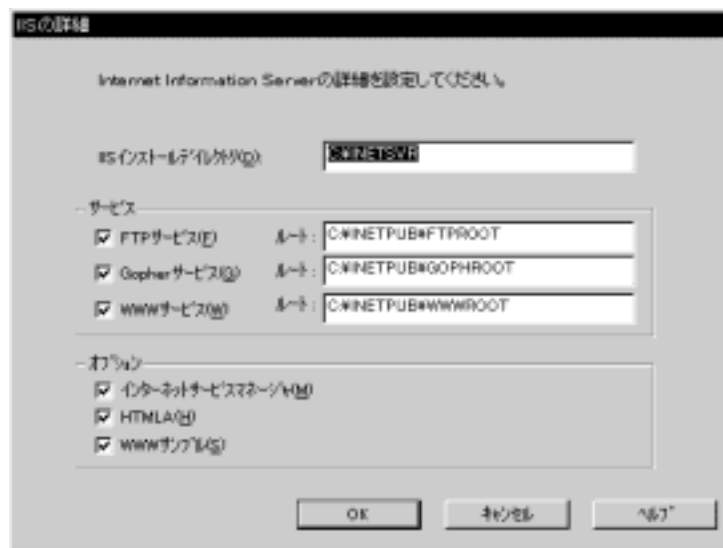 IISの詳細
Internet Information Serverの詳細を設定してください。
IISインストールディレクトリ(D): C:¥INETSVR
サービス
FTPサービス(F) ルート: C:¥INETPUB¥FTPROOT
Gopherサービス(G) ルート: C:¥INETPUB¥GOPHROOT
WWWサービス(W) ルート: C:¥INETPUB¥WWWROOT
オプション
インターネットサービスマネージャ(M)
HTMLA(H)
WWWサンプル(S)
OK キャンセル ヘルプ